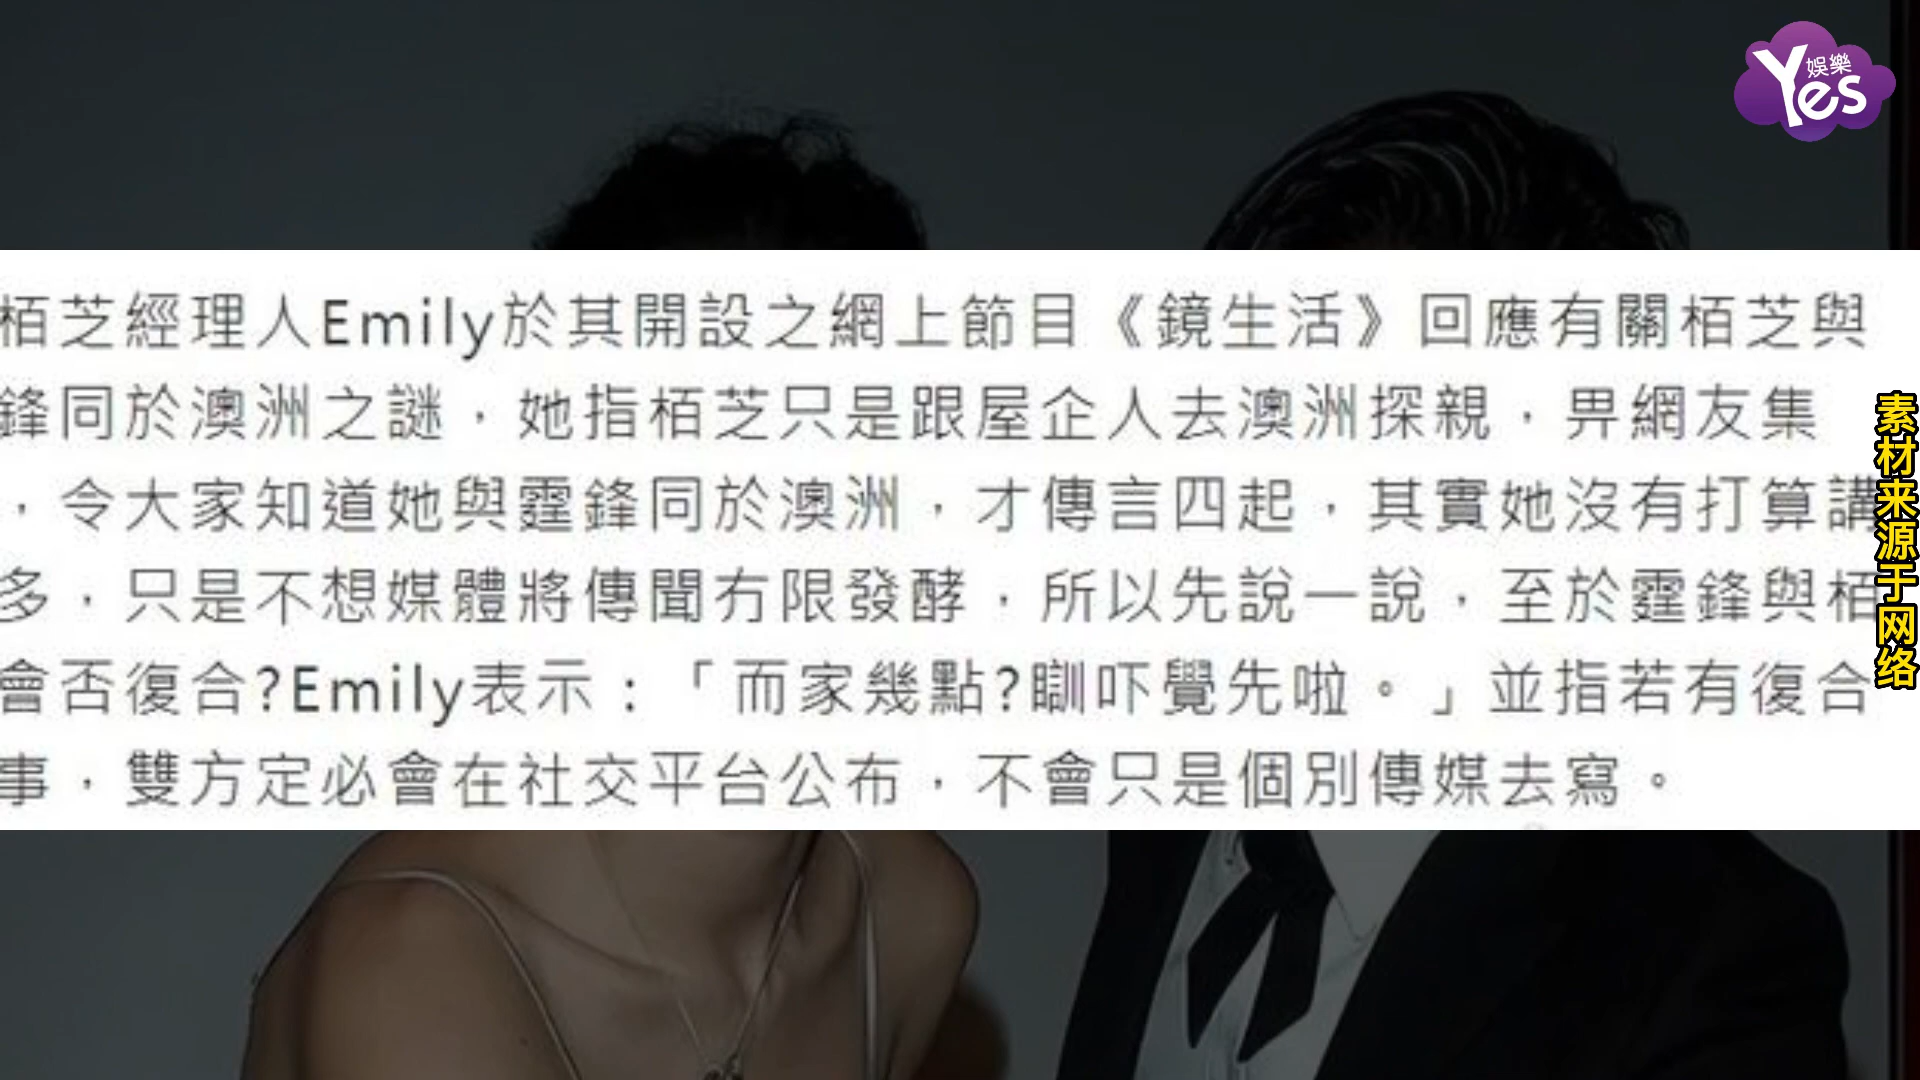 Yes娛樂
栢芝經理人Emily於其開設之網上節目《鏡生活》回應有關栢芝與
鋒同於澳洲之謎，她指栢芝只是跟屋企人去澳洲探親，畀網友集
，令大家知道她與霆鋒同於澳洲，才傳言四起，其實她沒有打算講
多，只是不想媒體將傳聞冇限發酵，所以先說一說，至於霆鋒與栢
會否復合?Emily表示：「而家幾點?瞓吓覺先啦。」並指若有復合
事，雙方定必會在社交平台公布，不會只是個別傳媒去寫。
素材来源于网络